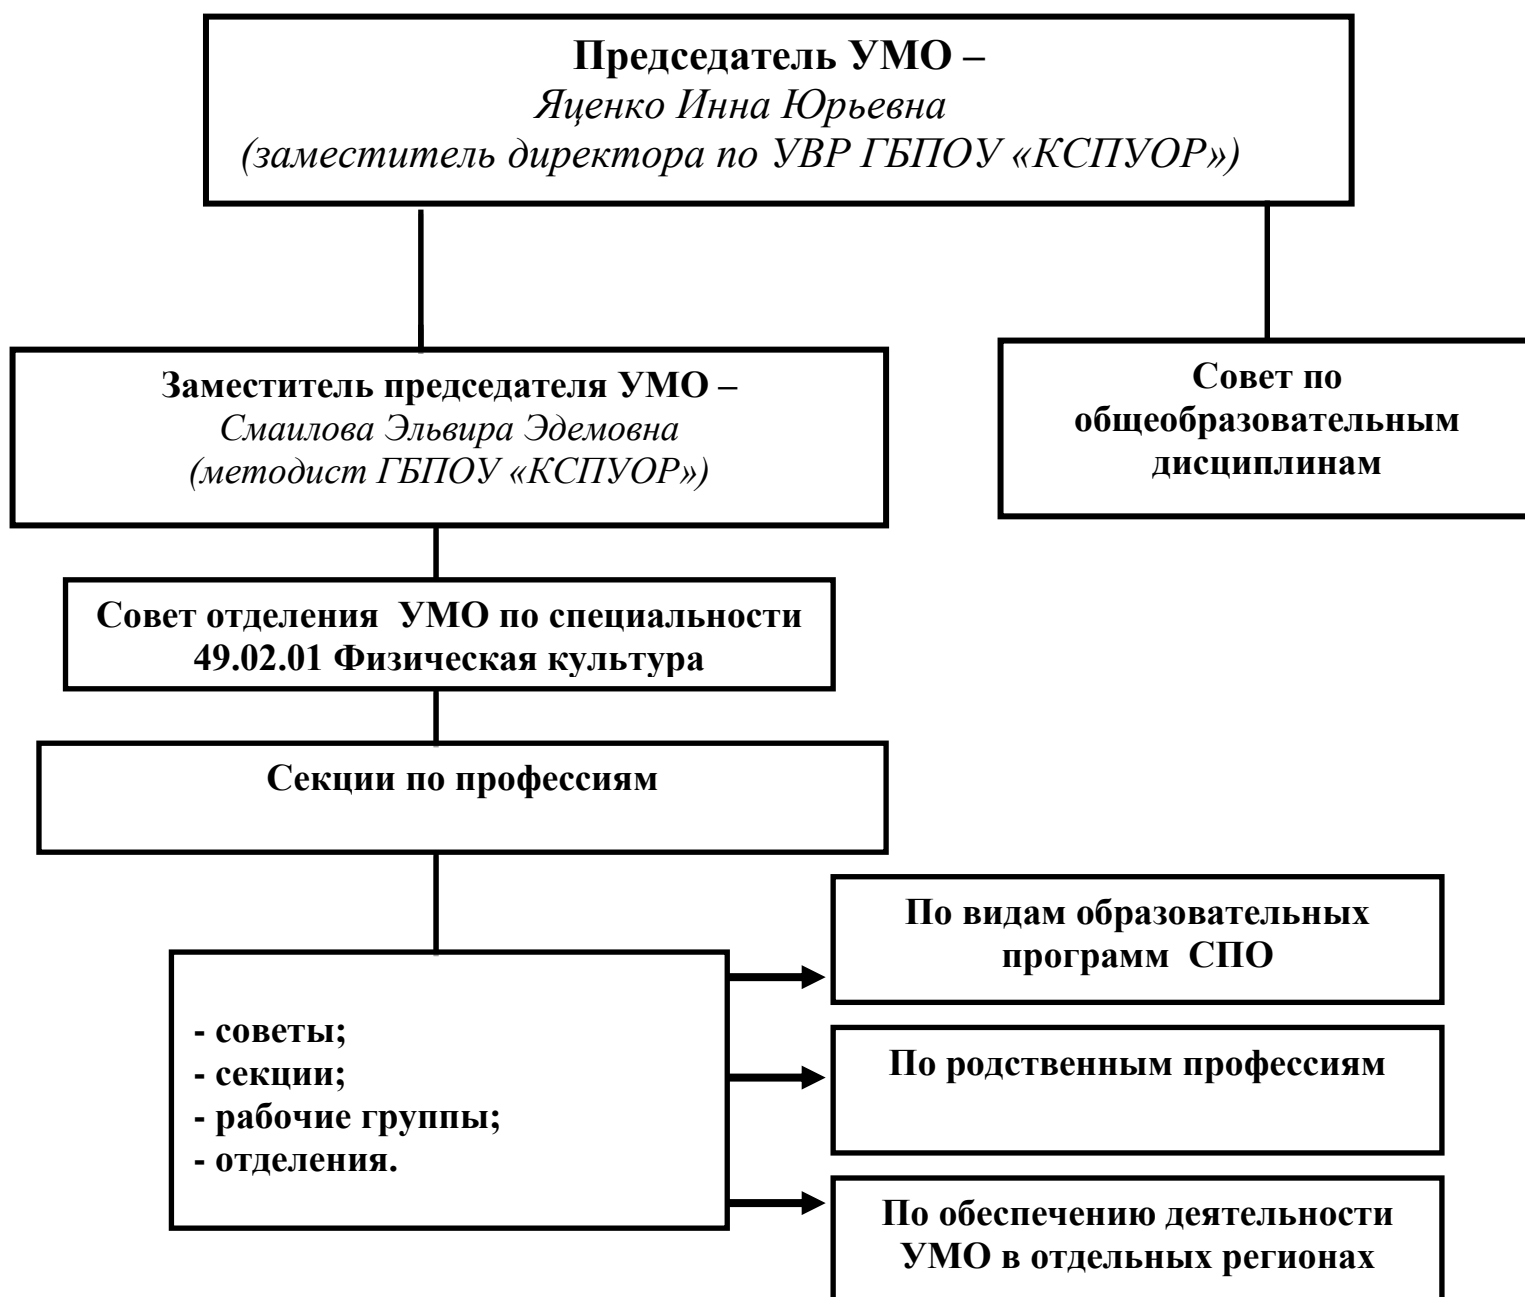 Председатель УМО –
Яценко Инна Юрьевна
(заместитель директора по УВР ГБПОУ «КСПУОР»)
Заместитель председателя УМО –
Смаилова Эльвира Эдемовна
(методист ГБПОУ «КСПУОР»)
Совет по
общеобразовательным
дисциплинам
Совет отделения УМО по специальности
49.02.01 Физическая культура
Секции по профессиям
- советы;
- секции;
- рабочие группы;
- отделения.
По видам образовательных
программ СПО
По родственным профессиям
По обеспечению деятельности
УМО в отдельных регионах